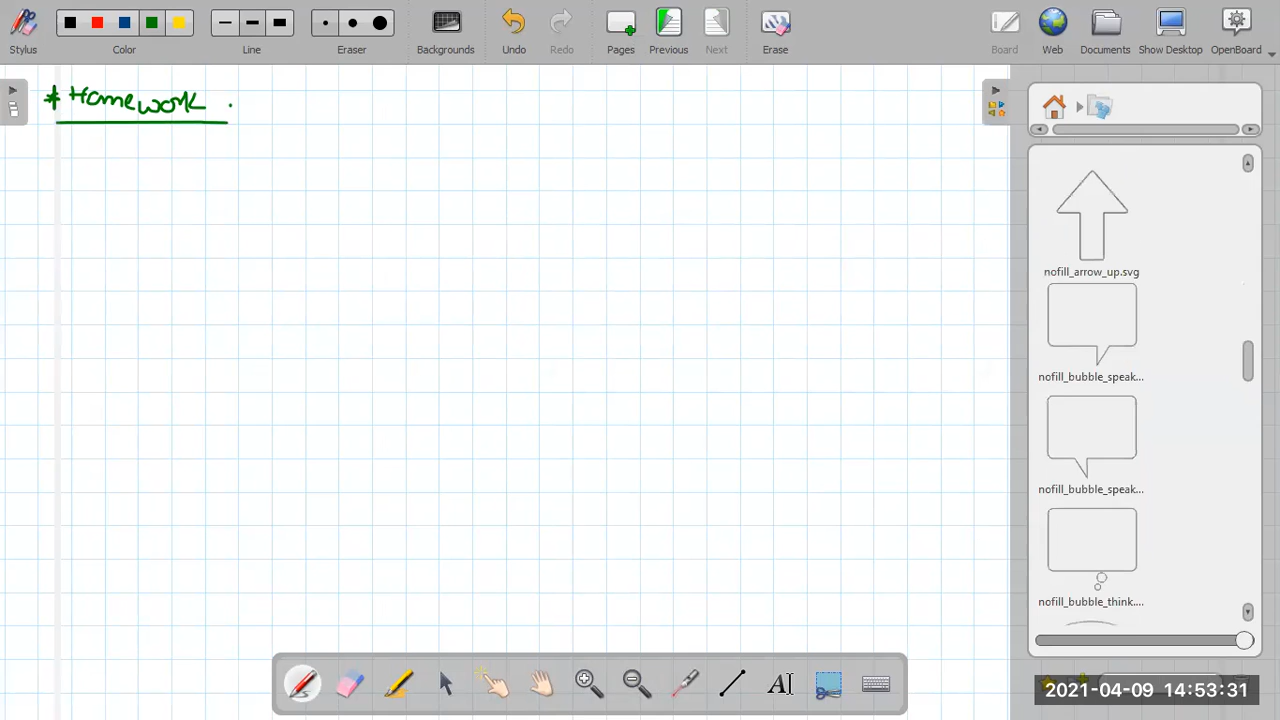 Stylus Color Line Eraser Backgrounds Undo Redo Pages Previous Next Erase Board Web Documents Show Desktop OpenBoard
* Homework .
nofill_arrow_up.svg
nofill_bubble_speak...
nofill_bubble_speak...
nofill_bubble_think....
AI
2021-04-09 14:53:31